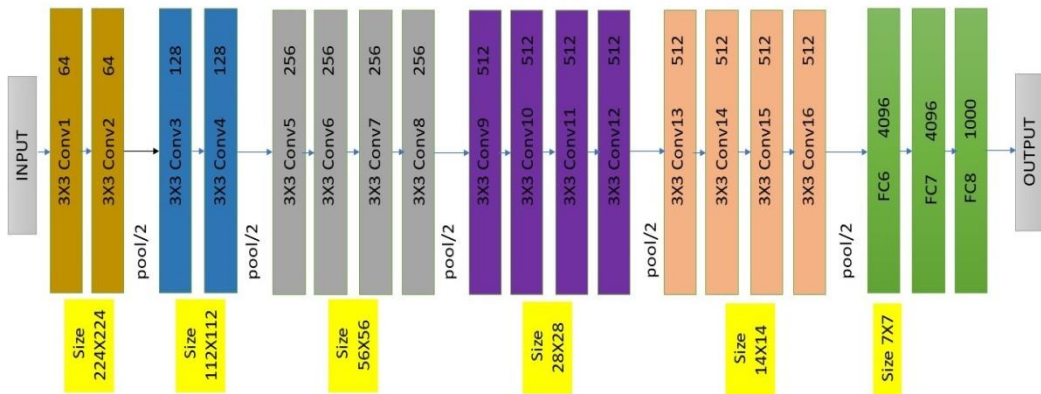 INPUT
3X3 Conv1 64
3X3 Conv2 64
pool/2
3X3 Conv3 128
3X3 Conv4 128
pool/2
3X3 Conv5 256
3X3 Conv6 256
3X3 Conv7 256
3X3 Conv8 256
pool/2
3X3 Conv9 512
3X3 Conv10 512
3X3 Conv11 512
3X3 Conv12 512
pool/2
3X3 Conv13 512
3X3 Conv14 512
3X3 Conv15 512
3X3 Conv16 512
pool/2
FC6 4096
FC7 4096
FC8 1000
OUTPUT
Size
224X224
Size
112X112
Size
56X56
Size
28X28
Size
14X14
Size 7X7